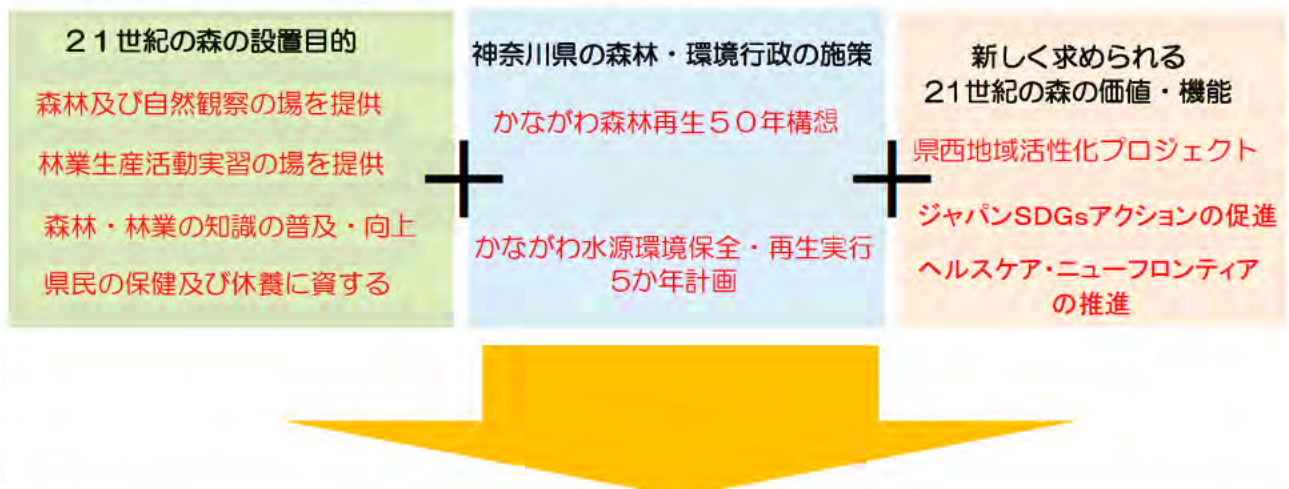 ２１世紀の森の設置目的
森林及び自然観察の場を提供
林業生産活動実習の場を提供
森林・林業の知識の普及・向上
県民の保健及び休養に資する
神奈川県の森林・環境行政の施策
かながわ森林再生５０年構想
かながわ水源環境保全・再生実行
5か年計画
新しく求められる
21世紀の森の価値・機能
県西地域活性化プロジェクト
ジャパンSDGsアクションの促進
ヘルスケア・ニューフロンティア
の推進